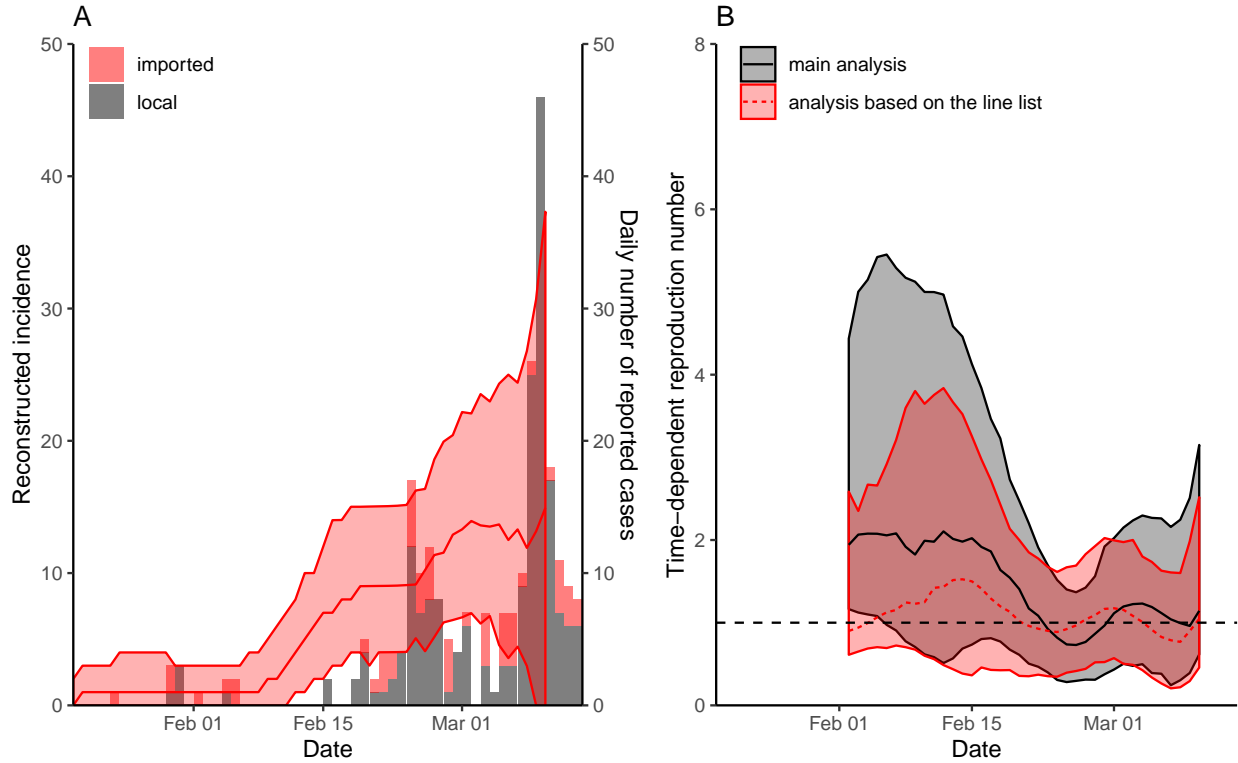 A
imported
local
Reconstructed incidence
0
10
20
30
40
50
Daily number of reported cases
0
10
20
30
40
50
Feb 01
Feb 15
Mar 01
Date
B
main analysis
analysis based on the line list
Time−dependent reproduction number
0
2
4
6
8
Feb 01
Feb 15
Mar 01
Date